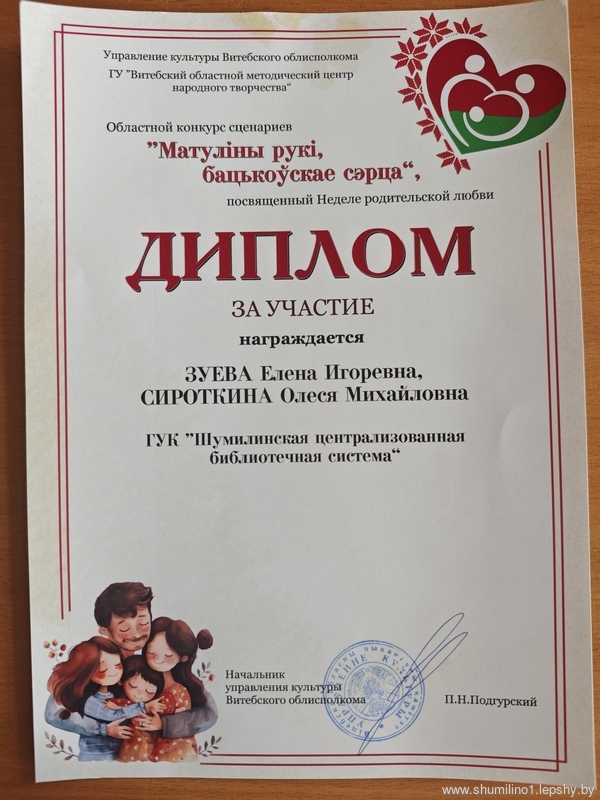 Управление культуры Витебского облисполкома
ГУ "Витебский областной методический центр
народного творчества"
Областной конкурс сценариев
"Матуліны рукі,
бацькоўскае сэрца",
посвященный Неделе родительской любви
ДИПЛОМ
ЗА УЧАСТИЕ
награждается
ЗУЕВА Елена Игоревна,
СИРОТКИНА Олеся Михайловна
ГУК "Шумилинская централизованная
библиотечная система"
Начальник
управления культуры
Витебского облисполкома
П.Н.Подгурский
www.shumilino1.lepshy.by